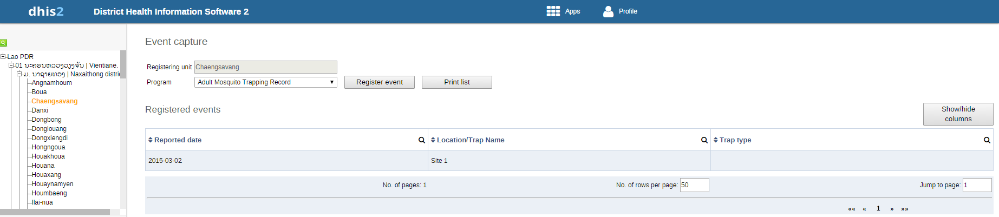 dhis2 District Health Information Software 2 Apps Profile
Lao PDR
01 ນະຄອນຫລວງວຽງຈັນ | Vientiane.
ມ. ນາຊາຍທອງ | Naxaithong distric
Angnamhoum
Boua
Chaengsavang
Danxi
Dongbong
Donglouang
Dongxiengdi
Hongngoua
Houakhoua
Houana
Houaxang
Houaynamyen
Houmbaeng
Ilai-nua
Event capture
Registering unit Chaengsavang
Program Adult Mosquito Trapping Record Register event Print list
Registered events
Show/hide
columns
Reported date Location/Trap Name Trap type
2015-03-02 Site 1
No. of pages: 1 No. of rows per page: 50 Jump to page: 1
«« « 1 » »»